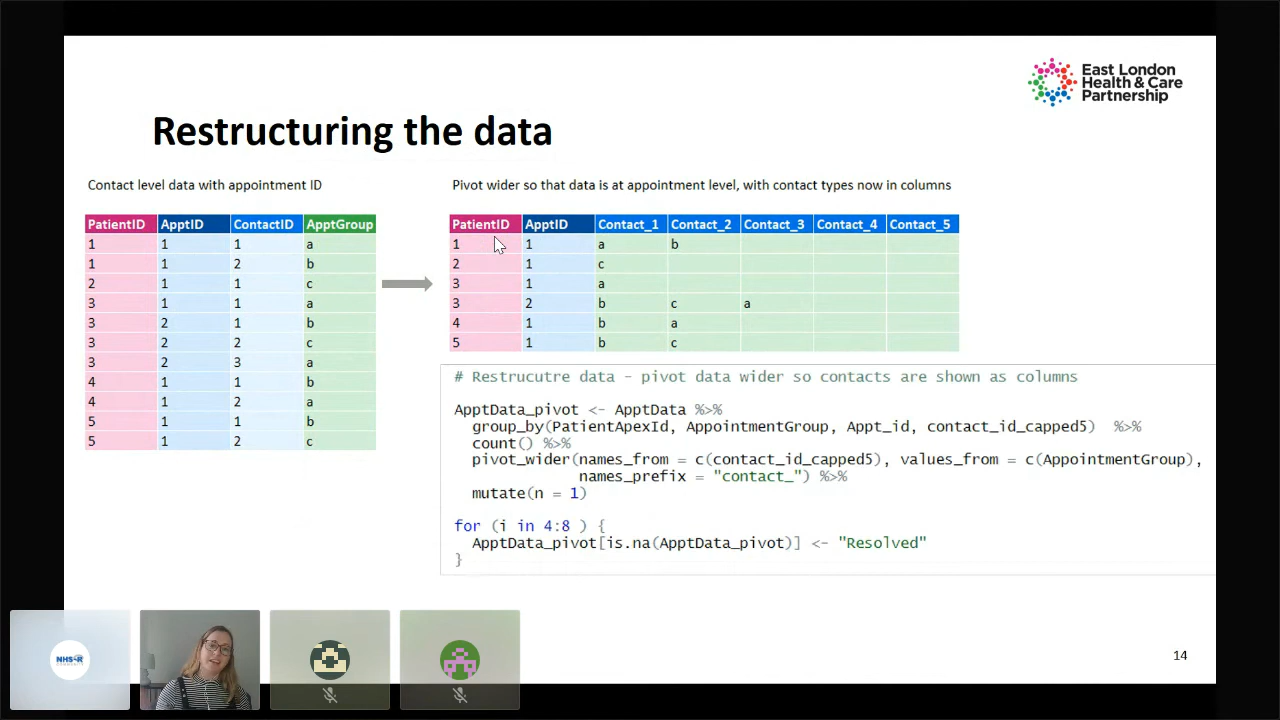 East London
Health & Care
Partnership
Restructuring the data
Contact level data with appointment ID
PatientID ApptID ContactID ApptGroup
1 1 1 a
1 1 2 b
2 1 1 c
3 1 1 a
3 2 1 b
3 2 2 c
3 2 3 a
4 1 1 b
4 1 2 a
5 1 1 b
5 1 2 c
Pivot wider so that data is at appointment level, with contact types now in columns
PatientID ApptID Contact_1 Contact_2 Contact_3 Contact_4 Contact_5
1 1 a b
2 1 c
3 1 a
3 2 b c a
4 1 b a
5 1 b c
# Restrucutre data - pivot data wider so contacts are shown as columns
ApptData_pivot <- ApptData %>%
group_by(PatientApexId, AppointmentGroup, Appt_id, contact_id_capped5) %>%
count() %>%
pivot_wider(names_from = c(contact_id_capped5), values_from = c(AppointmentGroup),
names_prefix = "contact_") %>%
mutate(n = 1)
for (i in 4:8 ) {
ApptData_pivot[is.na(ApptData_pivot)] <- "Resolved"
}
14
NHS-R
COMMUNITY